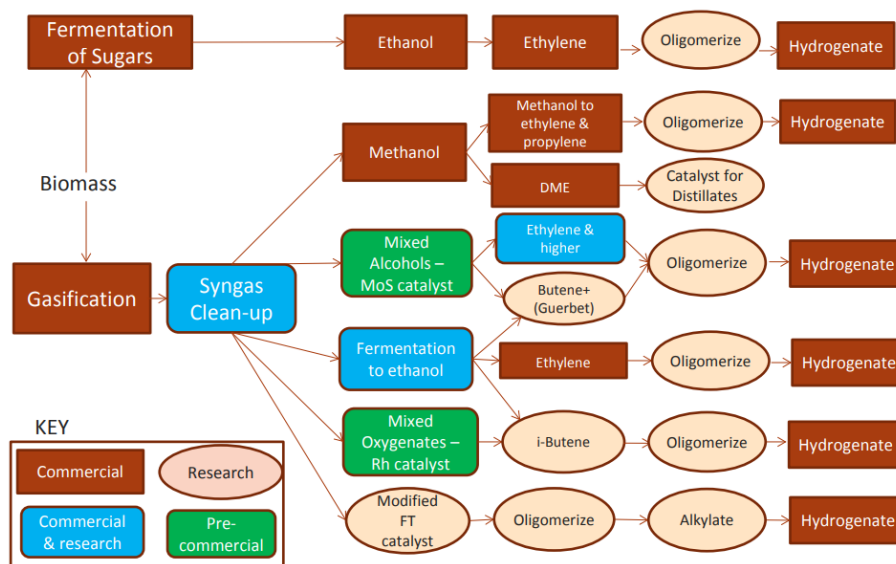 Fermentation
of Sugars
Ethanol
Ethylene
Oligomerize
Hydrogenate
Biomass
Methanol
Methanol to
ethylene &
propylene
Oligomerize
Hydrogenate
DME
Catalyst for
Distillates
Gasification
Syngas
Clean-up
Mixed
Alcohols –
MoS catalyst
Ethylene &
higher
Butene+
(Guerbet)
Oligomerize
Hydrogenate
Fermentation
to ethanol
Ethylene
Oligomerize
Hydrogenate
Mixed
Oxygenates –
Rh catalyst
i-Butene
Oligomerize
Hydrogenate
Modified
FT
catalyst
Oligomerize
Alkylate
Hydrogenate
KEY
Commercial
Research
Commercial
& research
Pre-
commercial